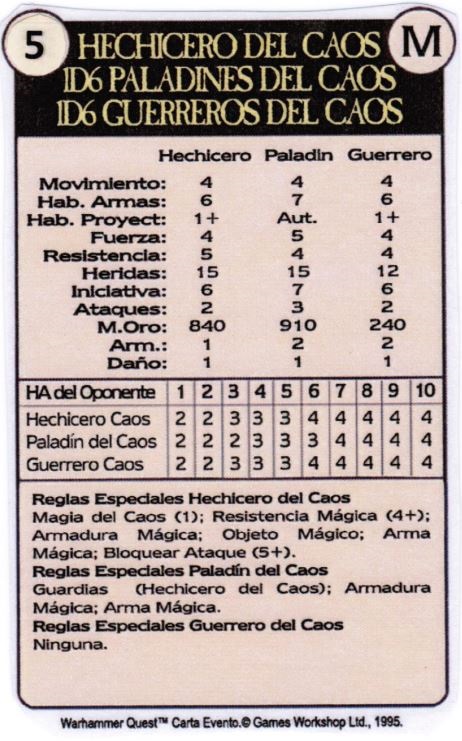 5 HECHICERO DEL CAOS M
1D6 PALADINES DEL CAOS
1D6 GUERREROS DEL CAOS
Hechicero Paladin Guerrero
Movimiento: 4 4 4
Hab. Armas: 6 7 6
Hab. Proyect: 1+ Aut. 1+
Fuerza: 4 5 4
Resistencia: 5 4 4
Heridas: 15 15 12
Iniciativa: 6 7 6
Ataques: 2 3 2
M.Oro: 840 910 240
Arm.: 1 2 2
Daño: 1 1 1
HA del Oponente 1 2 3 4 5 6 7 8 9 10
Hechicero Caos 2 2 3 3 3 4 4 4 4 4
Paladín del Caos 2 2 2 3 3 3 4 4 4 4
Guerrero Caos 2 2 3 3 3 4 4 4 4 4
Reglas Especiales Hechicero del Caos
Magia del Caos (1); Resistencia Mágica (4+);
Armadura Mágica; Objeto Mágico; Arma
Mágica; Bloquear Ataque (5+).
Reglas Especiales Paladín del Caos
Guardias (Hechicero del Caos); Armadura
Mágica; Arma Mágica.
Reglas Especiales Guerrero del Caos
Ninguna.
Warhammer Quest™ Carta Evento.© Games Workshop Ltd., 1995.